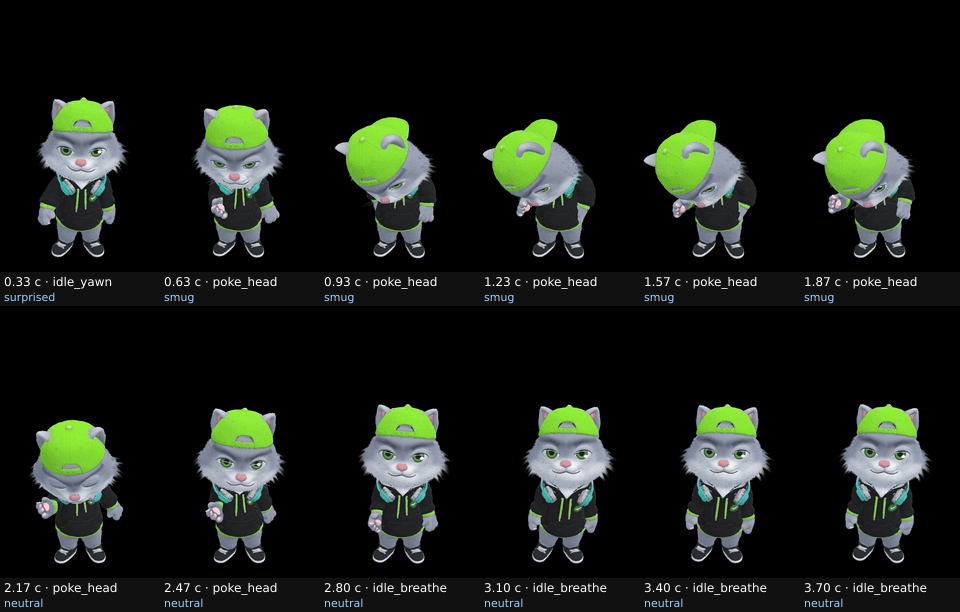 0.33 c · idle_yawn
surprised
0.63 c · poke_head
smug
0.93 c · poke_head
smug
1.23 c · poke_head
smug
1.57 c · poke_head
smug
1.87 c · poke_head
smug
2.17 c · poke_head
neutral
2.47 c · poke_head
neutral
2.80 c · idle_breathe
neutral
3.10 c · idle_breathe
neutral
3.40 c · idle_breathe
neutral
3.70 c · idle_breathe
neutral